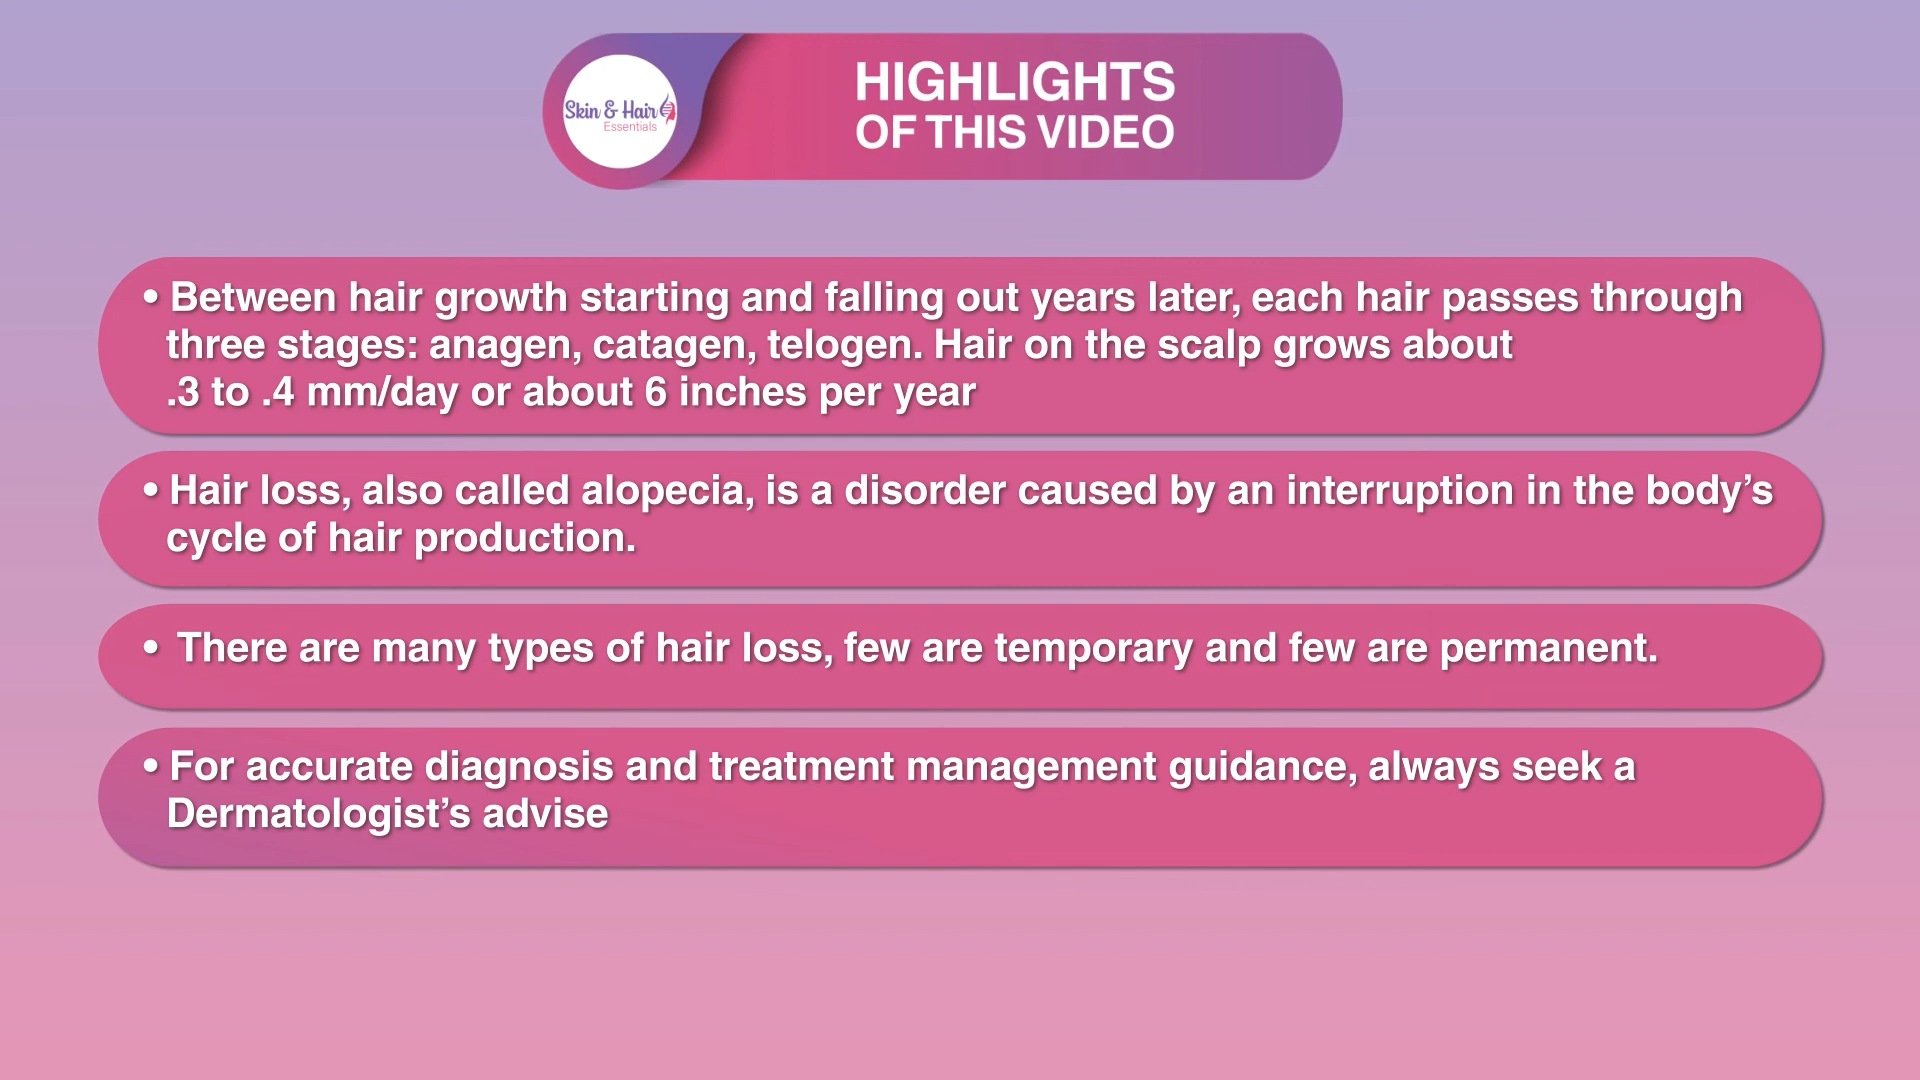 Skin & Hair
Essentials
HIGHLIGHTS
OF THIS VIDEO
• Between hair growth starting and falling out years later, each hair passes through
three stages: anagen, catagen, telogen. Hair on the scalp grows about
.3 to .4 mm/day or about 6 inches per year
• Hair loss, also called alopecia, is a disorder caused by an interruption in the body’s
cycle of hair production.
• There are many types of hair loss, few are temporary and few are permanent.
• For accurate diagnosis and treatment management guidance, always seek a
Dermatologist’s advise